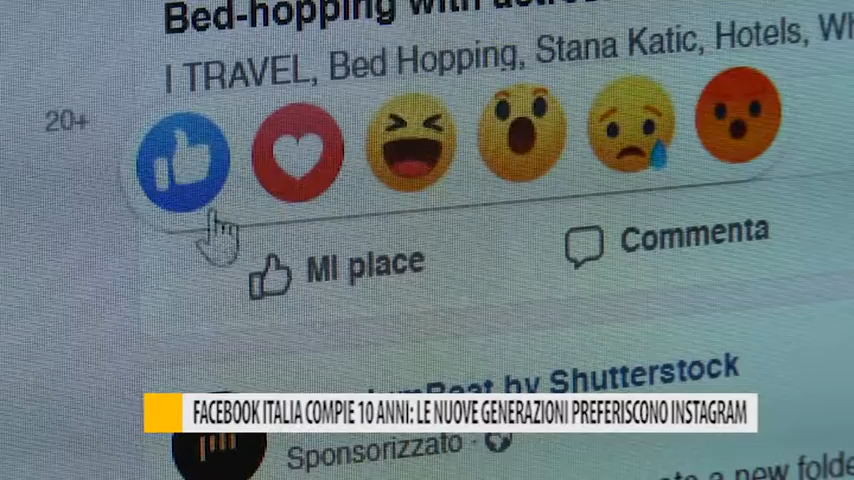 Bed-hopping with
I TRAVEL, Bed Hopping, Stana Katic, Hotels,
20+
Mi place
Commenta
by Shutterstock
FACEBOOK ITALIA COMPIE 10 ANNI: LE NUOVE GENERAZIONI PREFERISCONO INSTAGRAM
Sponsorizzato ·
a new